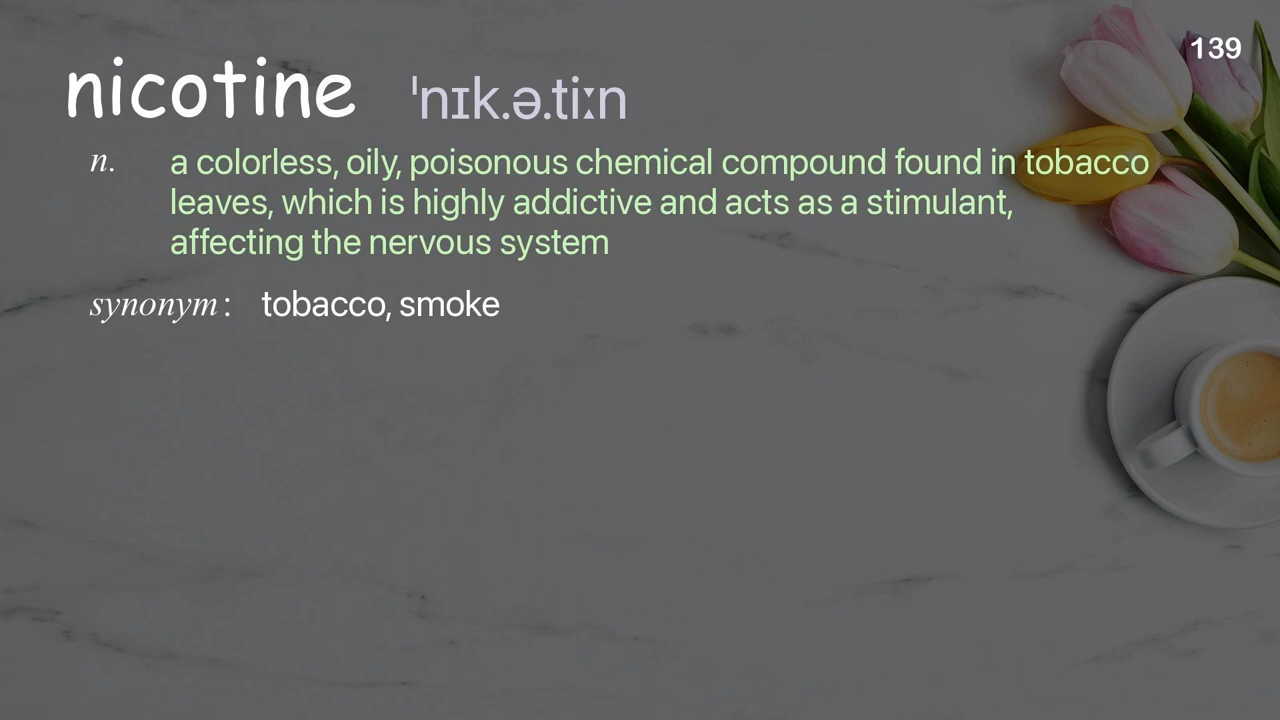 139
nicotine ˈnɪk.ə.tiːn
n. a colorless, oily, poisonous chemical compound found in tobacco
leaves, which is highly addictive and acts as a stimulant,
affecting the nervous system
synonym: tobacco, smoke